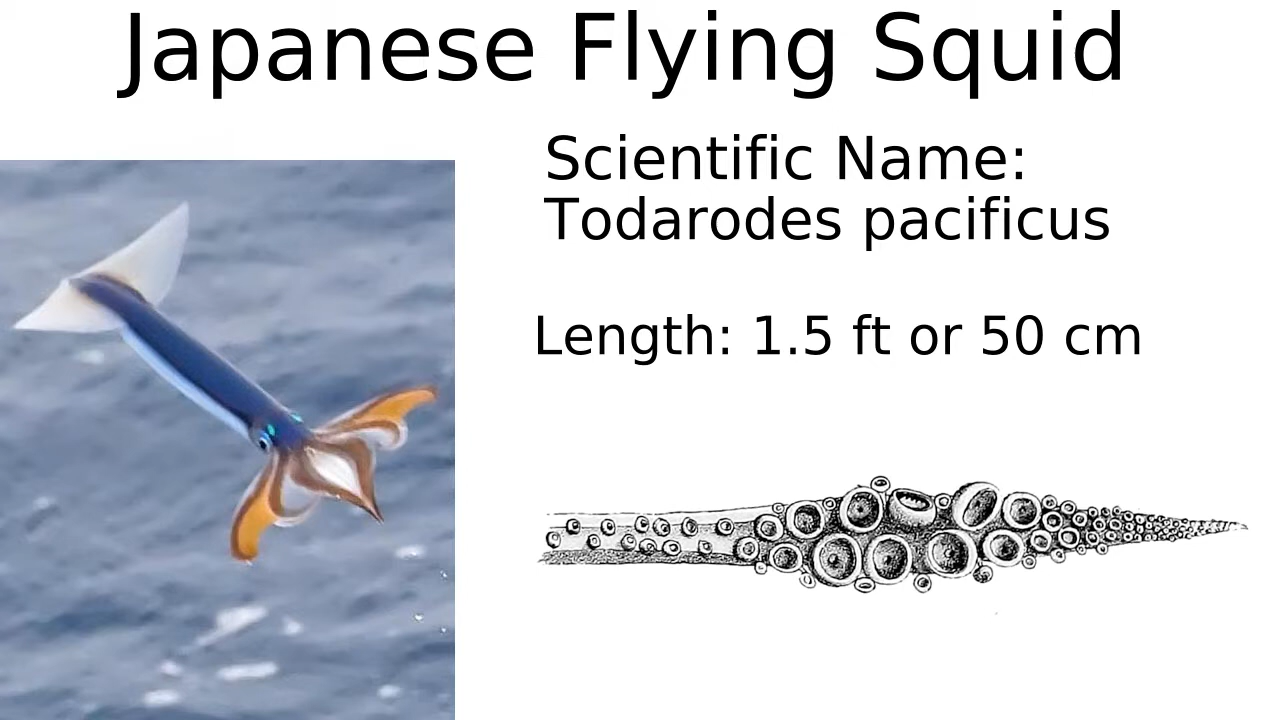 Japanese Flying Squid
Scientific Name:
Todarodes pacificus
Length: 1.5 ft or 50 cm